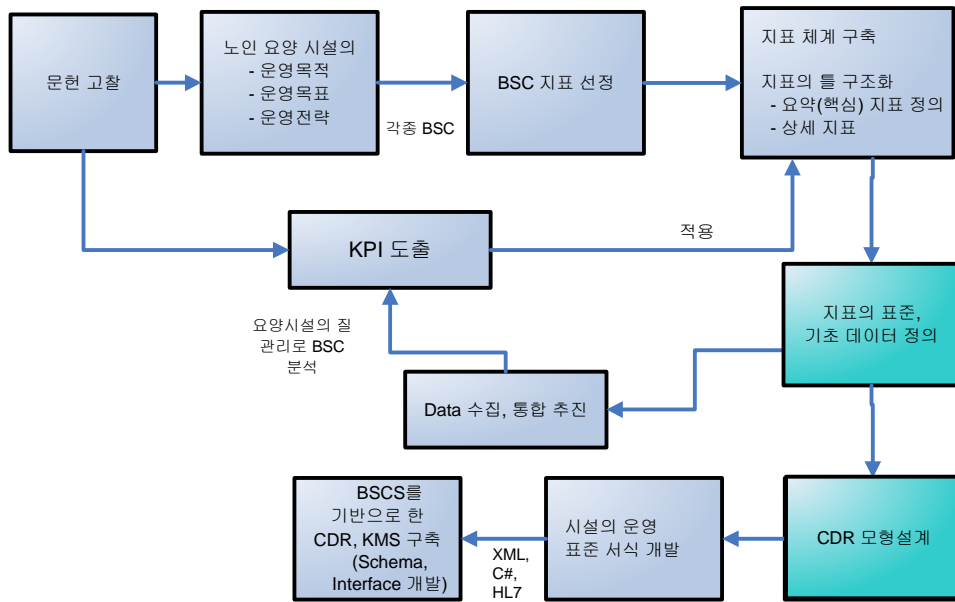 문헌 고찰
노인 요양 시설의
- 운영목적
- 운영목표
- 운영전략
각종 BSC
BSC 지표 선정
지표 체계 구축
지표의 틀 구조화
- 요약(핵심) 지표 정의
- 상세 지표
KPI 도출
적용
지표의 표준,
기초 데이터 정의
요양시설의 질
관리로 BSC
분석
Data 수집, 통합 추진
BSCS를
기반으로 한
CDR, KMS 구축
(Schema,
Interface 개발)
XML,
C#,
HL7
시설의 운영
표준 서식 개발
CDR 모형설계